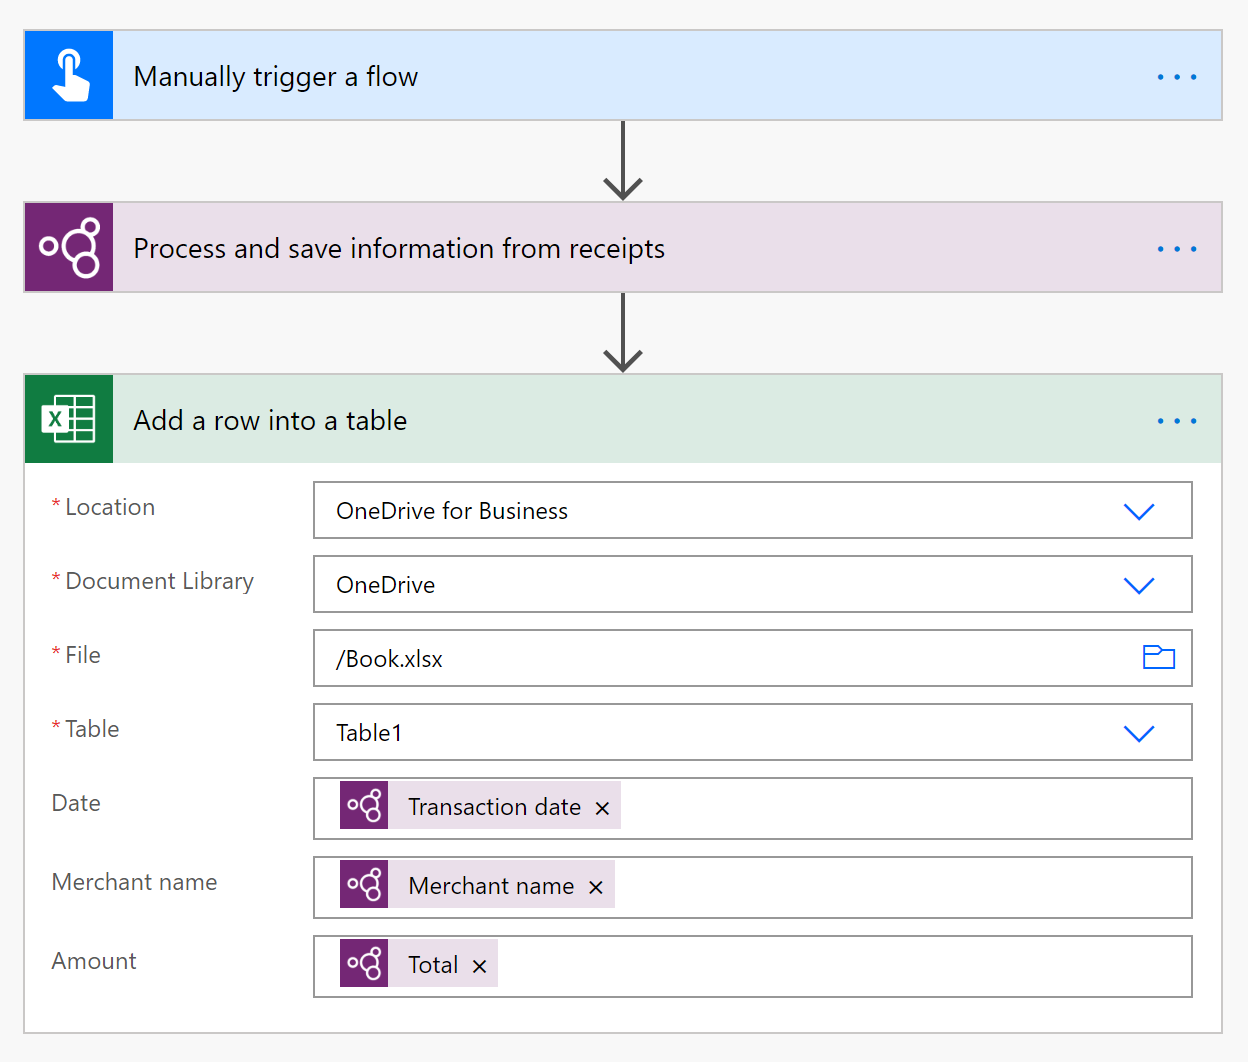 Manually trigger a flow
Process and save information from receipts
X
Add a row into a table
* Location
OneDrive for Business
* Document Library
OneDrive
* File
/Book.xlsx
* Table
Table1
Date
Transaction date ×
Merchant name
Merchant name ×
Amount
Total ×